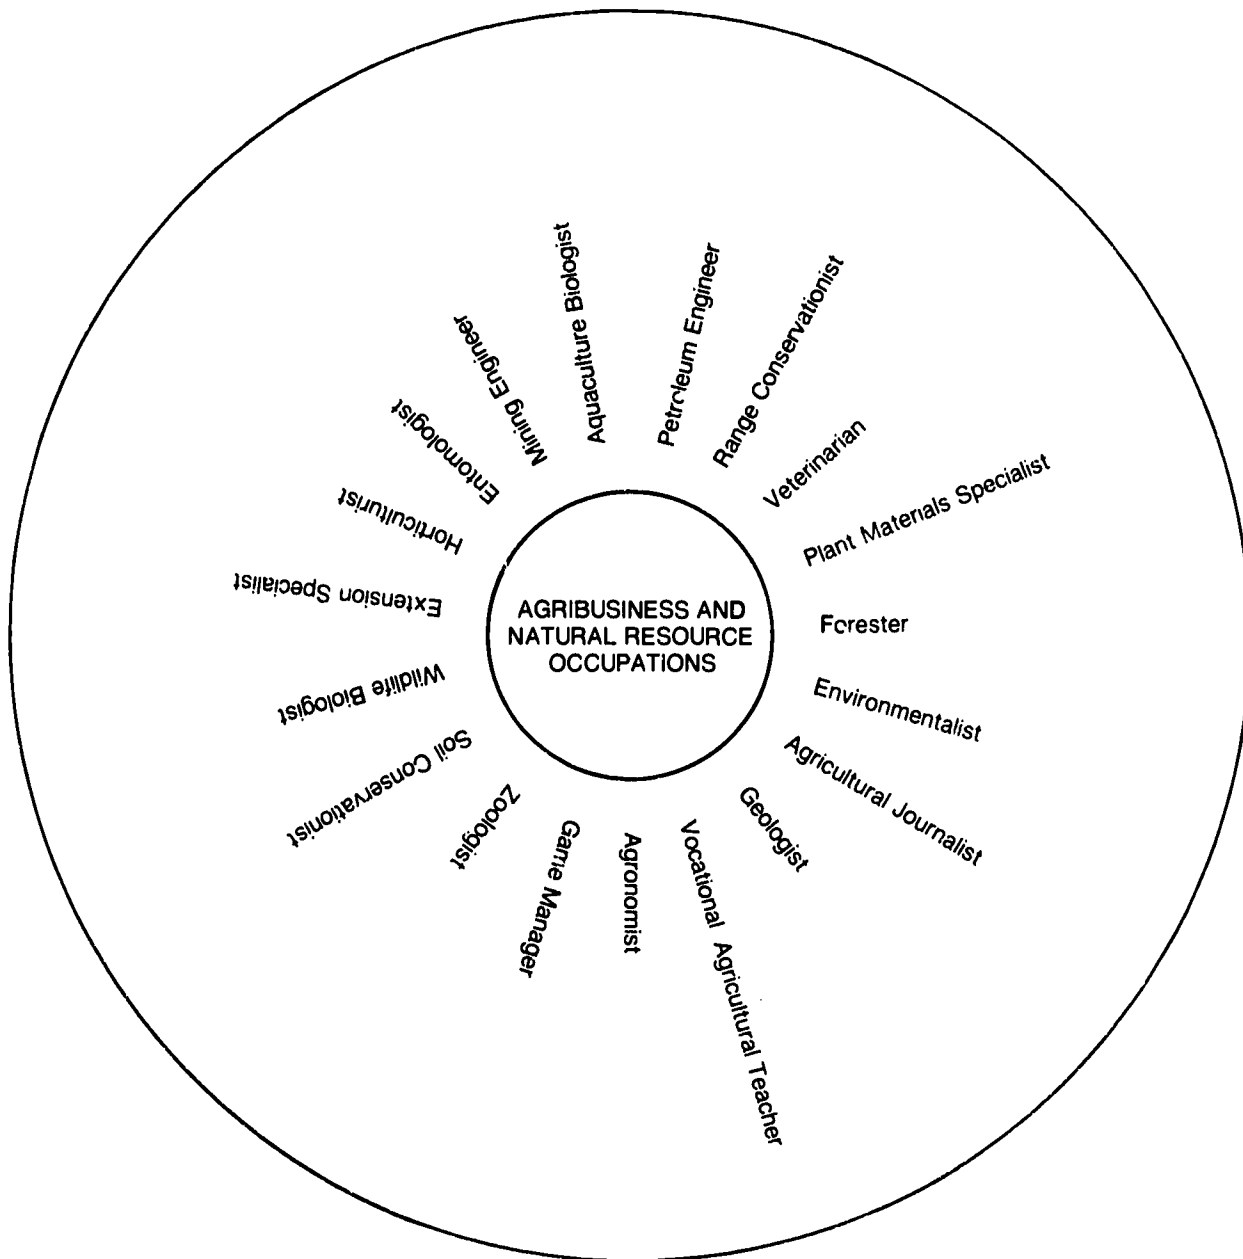 AGRIBUSINESS AND
NATURAL RESOURCE
OCCUPATIONS
Aquaculture Biologist
Petroleum Engineer
Range Conservationist
Veterinarian
Plant Materials Specialist
Forester
Environmentalist
Agricultural Journalist
Geologist
Vocational Agricultural Teacher
Agronomist
Game Manager
Zoologist
Soil Conservationist
Wildlife Biologist
Extension Specialist
Horticulturist
Entomologist
Mining Engineer